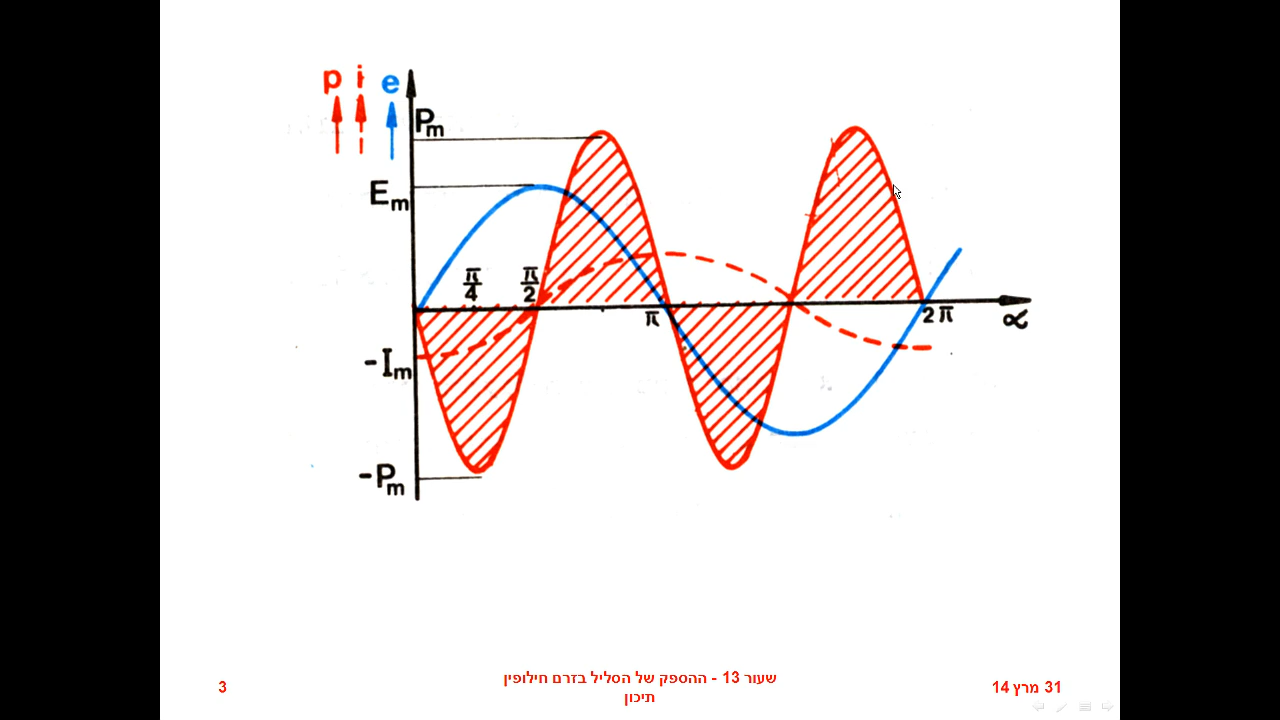 p i e
Pm
Em
π/4
π/2
π
2π
α
-Im
-Pm
31 מרץ 14
שעור 13 - ההספק של הסליל בזרם חילופין
תיכון
3